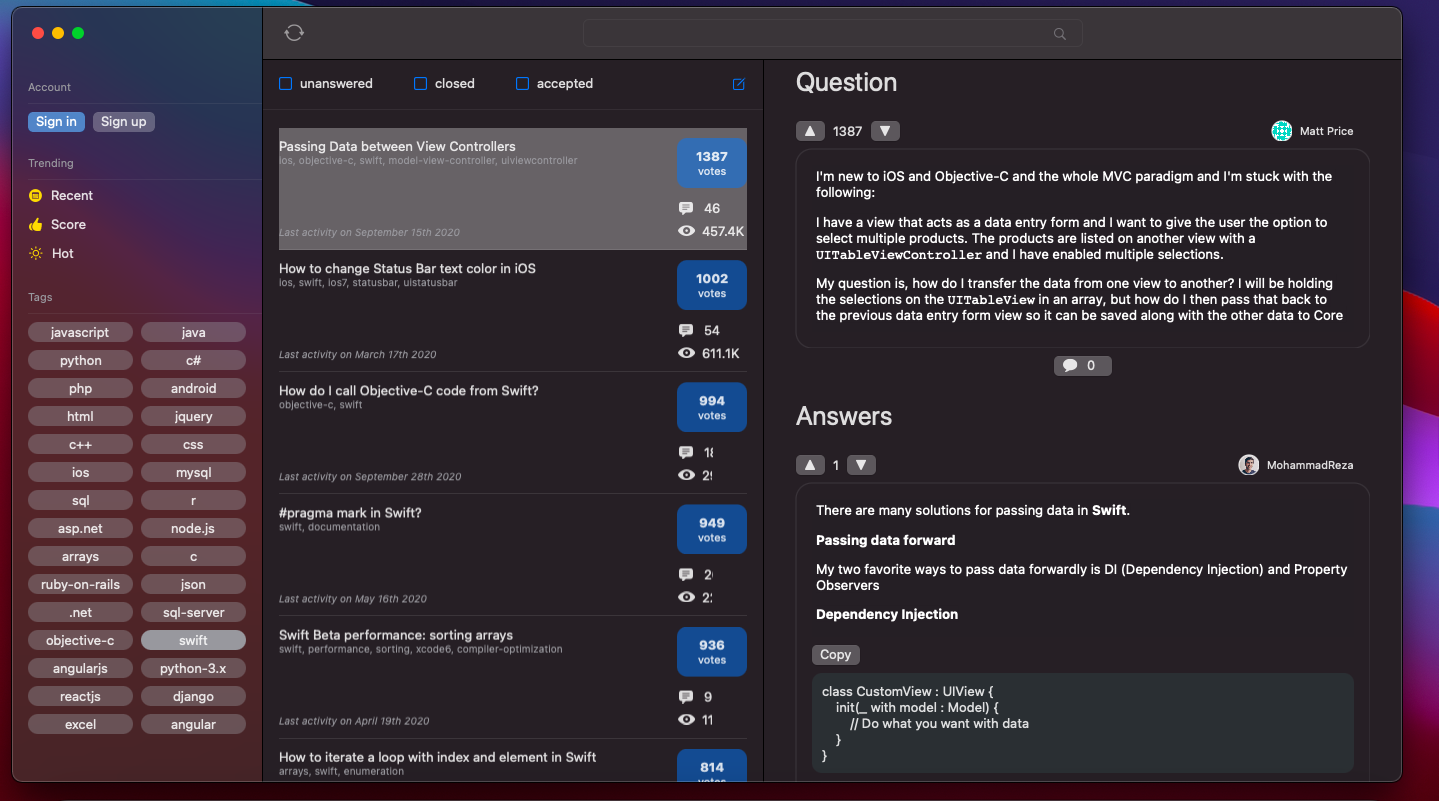 Account
Sign in
Sign up
Trending
Recent
Score
Hot
Tags
javascript
java
python
c#
php
android
html
jquery
c++
css
ios
mysql
sql
r
asp.net
node.js
arrays
c
ruby-on-rails
json
.net
sql-server
objective-c
swift
angularjs
python-3.x
reactjs
django
excel
angular
unanswered
closed
accepted
Passing Data between View Controllers
ios, objective-c, swift, model-view-controller, uiviewcontroller
1387
votes
46
Last activity on September 15th 2020
457.4K
How to change Status Bar text color in iOS
ios, swift, ios7, statusbar, uistatusbar
1002
votes
54
Last activity on March 17th 2020
611.1K
How do I call Objective-C code from Swift?
objective-c, swift
994
votes
Last activity on September 28th 2020
#pragma mark in Swift?
swift, documentation
949
votes
Last activity on May 16th 2020
Swift Beta performance: sorting arrays
swift, performance, sorting, xcode6, compiler-optimization
936
votes
9
Last activity on April 19th 2020
How to iterate a loop with index and element in Swift
arrays, swift, enumeration
814
votes
Question
1387
Matt Price
I'm new to iOS and Objective-C and the whole MVC paradigm and I'm stuck with the
following:
I have a view that acts as a data entry form and I want to give the user the option to
select multiple products. The products are listed on another view with a
UITableViewController and I have enabled multiple selections.
My question is, how do I transfer the data from one view to another? I will be holding
the selections on the UITableView in an array, but how do I then pass that back to
the previous data entry form view so it can be saved along with the other data to Core
0
Answers
1
MohammadReza
There are many solutions for passing data in Swift.
Passing data forward
My two favorite ways to pass data forwardly is DI (Dependency Injection) and Property
Observers
Dependency Injection
Copy
class CustomView : UIView {
init(_ with model : Model) {
// Do what you want with data
}
}